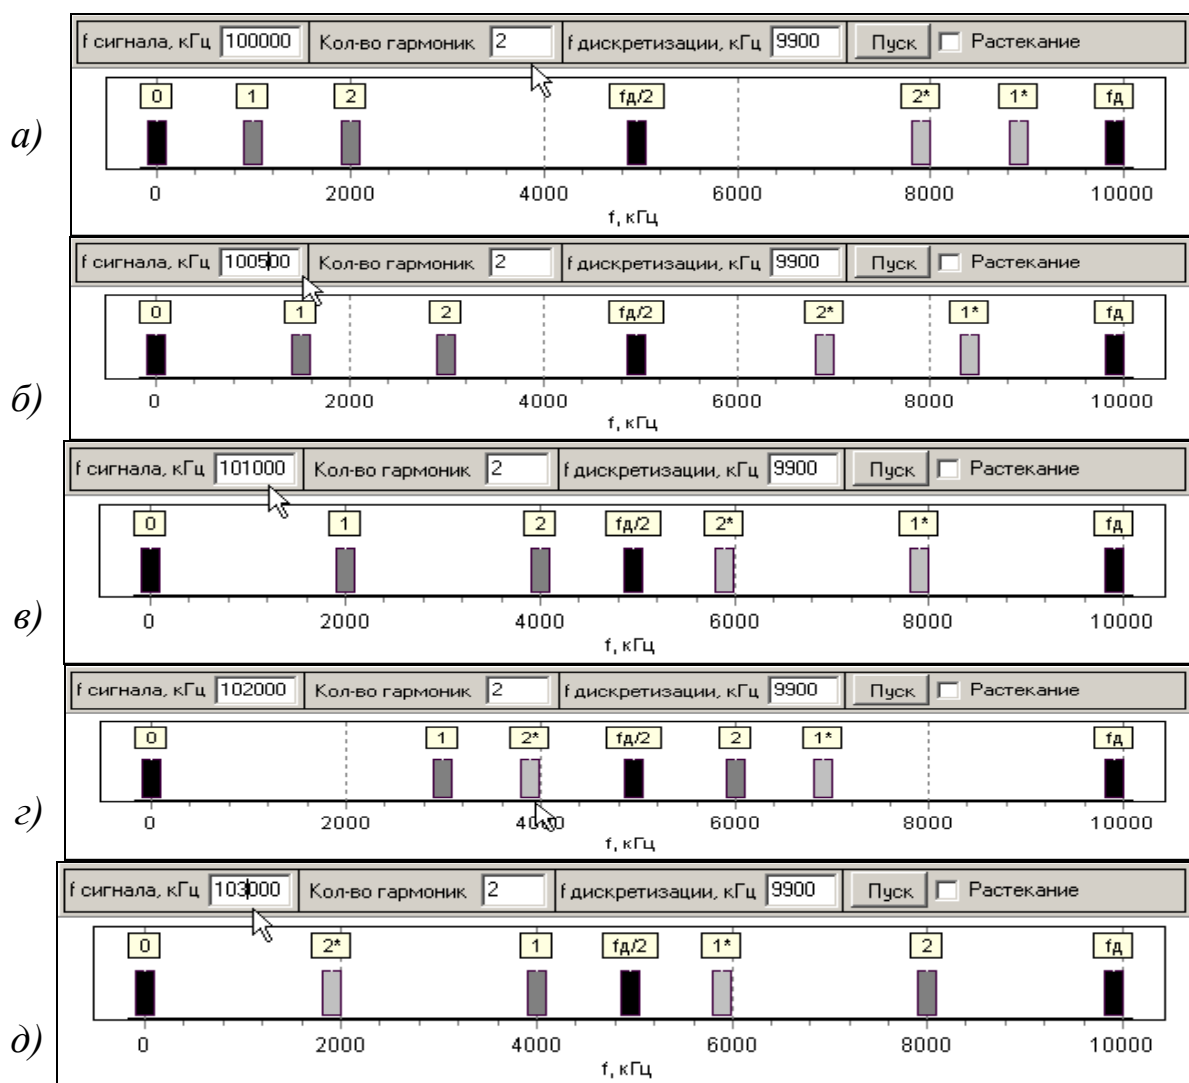 f сигнала, кГц 100000 Кол-во гармоник 2 f дискретизации, кГц 9900 Пуск Растекание
0 1 2 fд/2 2* 1* fд
а)
0 2000 4000 6000 8000 10000
f, кГц
f сигнала, кГц 100500 Кол-во гармоник 2 f дискретизации, кГц 9900 Пуск Растекание
0 1 2 fд/2 2* 1* fд
б)
0 2000 4000 6000 8000 10000
f, кГц
f сигнала, кГц 101000 Кол-во гармоник 2 f дискретизации, кГц 9900 Пуск Растекание
0 1 2 fд/2 2* 1* fд
в)
0 2000 4000 6000 8000 10000
f, кГц
f сигнала, кГц 102000 Кол-во гармоник 2 f дискретизации, кГц 9900 Пуск Растекание
0 1 2* fд/2 2 1* fд
г)
0 2000 4000 6000 8000 10000
f, кГц
f сигнала, кГц 103000 Кол-во гармоник 2 f дискретизации, кГц 9900 Пуск Растекание
0 2* 1 fд/2 1* 2 fд
д)
0 2000 4000 6000 8000 10000
f, кГц